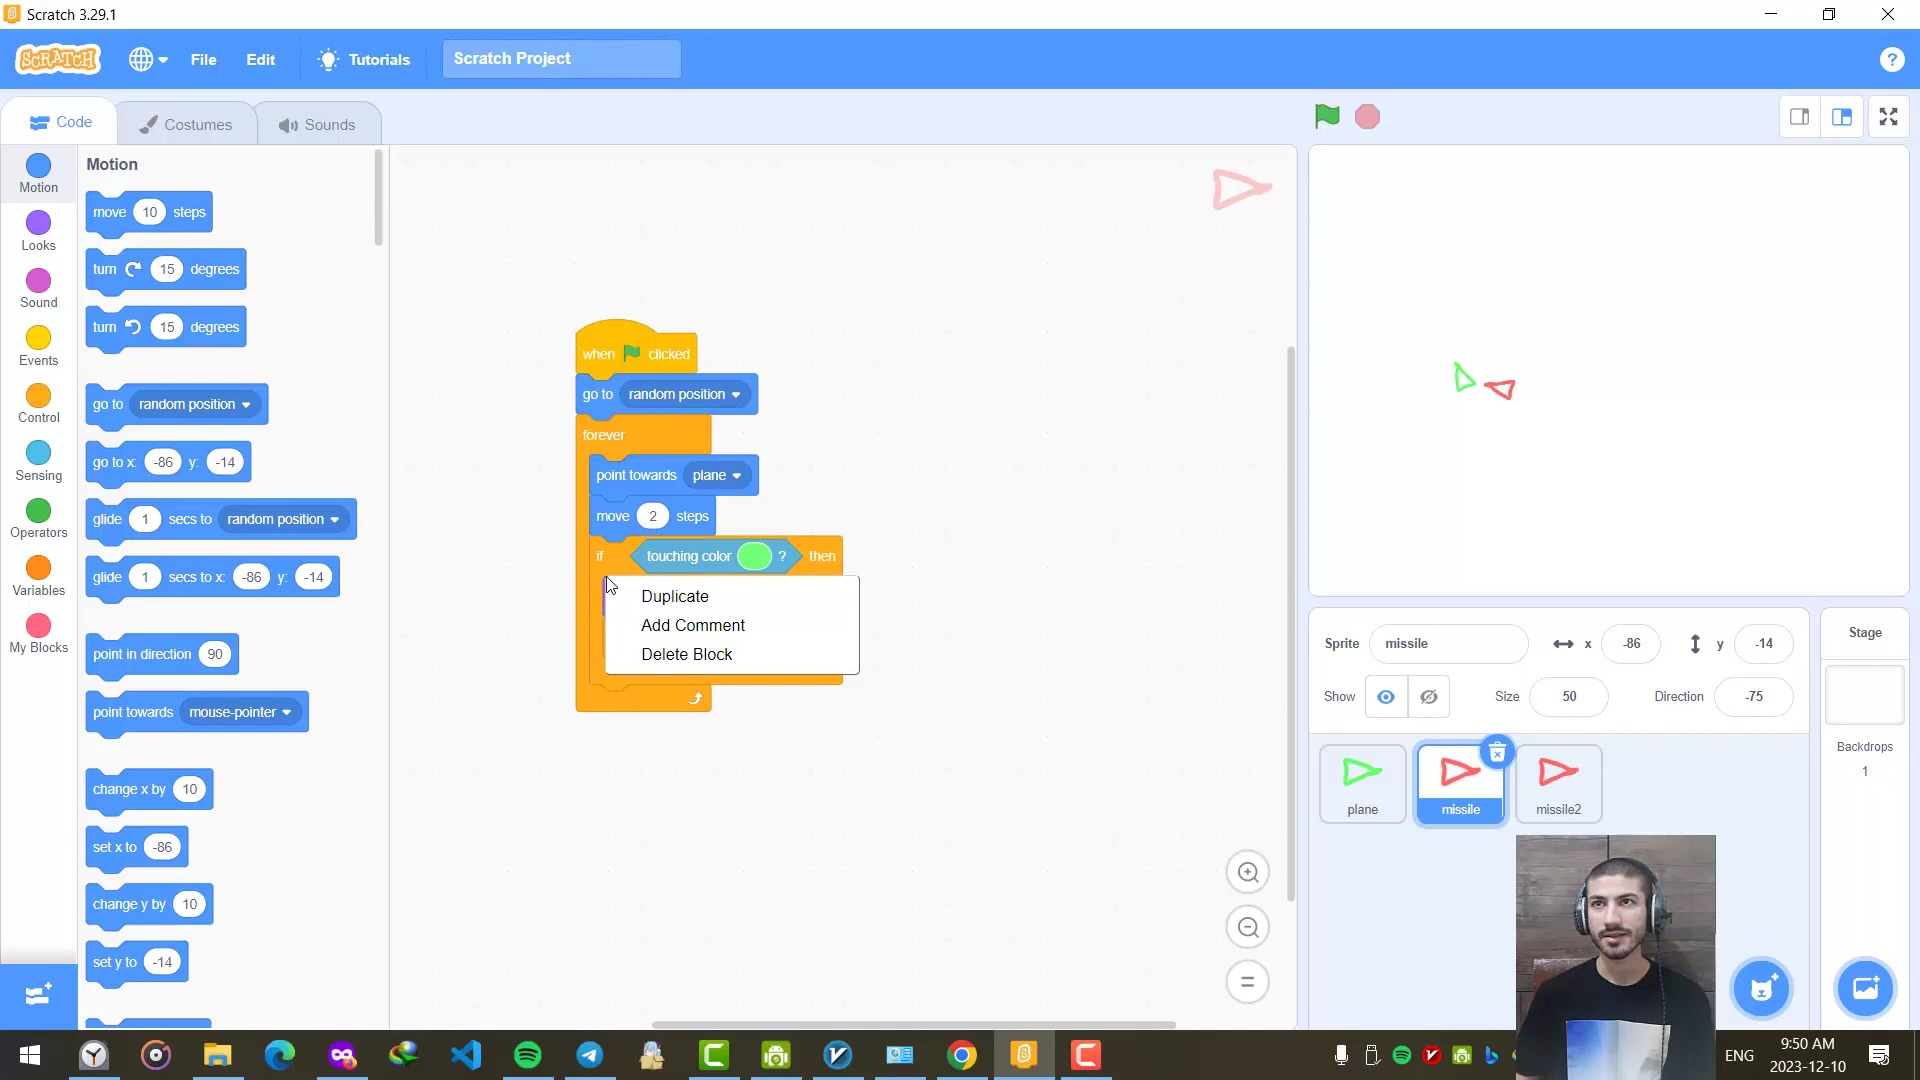 Scratch 3.29.1
SCRATCH
File
Edit
Tutorials
Scratch Project
?
Code
Costumes
Sounds
Motion
Looks
Sound
Events
Control
Sensing
Operators
Variables
My Blocks
Motion
move 10 steps
turn 15 degrees
turn 15 degrees
go to random position
go to x: -86 y: -14
glide 1 secs to random position
glide 1 secs to x: -86 y: -14
point in direction 90
point towards mouse-pointer
change x by 10
set x to -86
change y by 10
set y to -14
when clicked
go to random position
forever
point towards plane
move 2 steps
if touching color ? then
Duplicate
Add Comment
Delete Block
Sprite missile x -86 y -14
Show Size 50 Direction -75
plane
missile
missile2
Stage
Backdrops
1
ENG
9:50 AM
2023-12-10